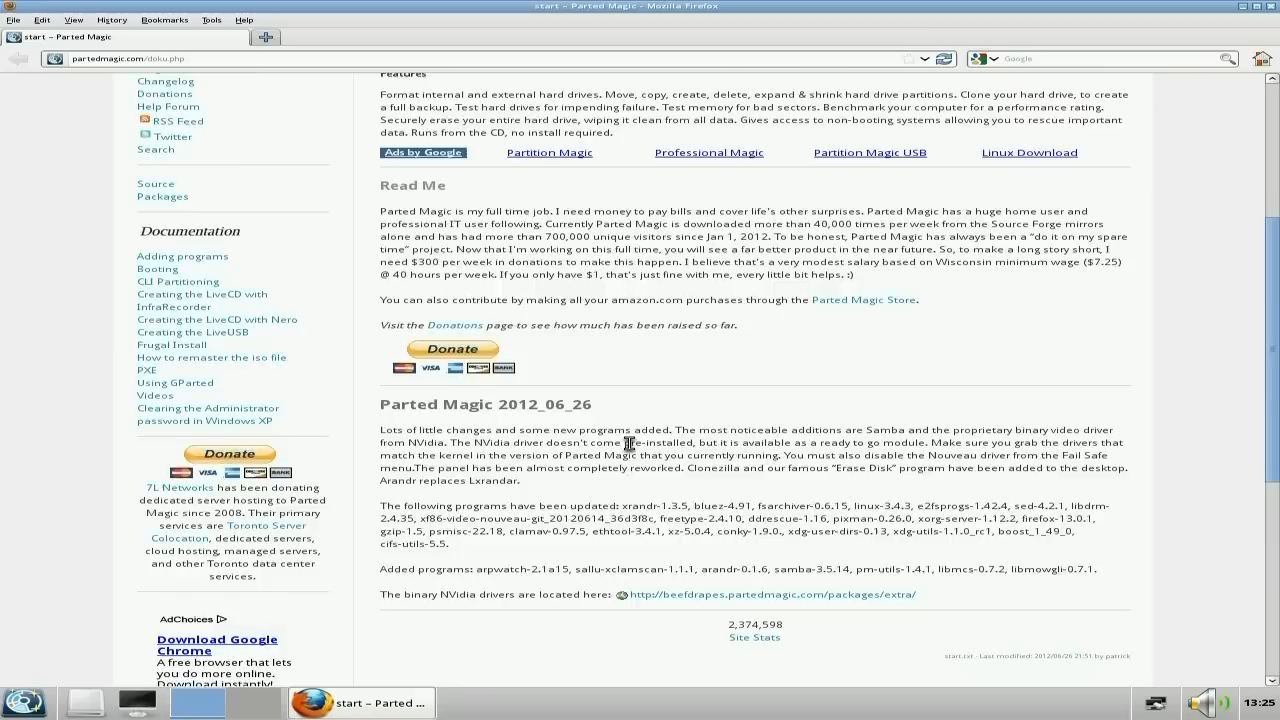 start – Parted Magic - Mozilla Firefox
File Edit View History Bookmarks Tools Help
start – Parted Magic
partedmagic.com/doku.php
Google
Changelog
Donations
Help Forum
RSS Feed
Twitter
Search
Source
Packages
Documentation
Adding programs
Booting
CLI Partitioning
Creating the LiveCD with
InfraRecorder
Creating the LiveCD with Nero
Creating the LiveUSB
Frugal Install
How to remaster the iso file
PXE
Using GParted
Videos
Clearing the Administrator
password in Windows XP
Donate
VISA BANK
7L Networks has been donating
dedicated server hosting to Parted
Magic since 2008. Their primary
services are Toronto Server
Colocation, dedicated servers,
cloud hosting, managed servers,
and other Toronto data center
services.
AdChoices
Download Google
Chrome
A free browser that lets
you do more online.
Download instantly!
Features
Format internal and external hard drives. Move, copy, create, delete, expand & shrink hard drive partitions. Clone your hard drive, to create
a full backup. Test hard drives for impending failure. Test memory for bad sectors. Benchmark your computer for a performance rating.
Securely erase your entire hard drive, wiping it clean from all data. Gives access to non-booting systems allowing you to rescue important
data. Runs from the CD, no install required.
Ads by Google Partition Magic Professional Magic Partition Magic USB Linux Download
Read Me
Parted Magic is my full time job. I need money to pay bills and cover life's other surprises. Parted Magic has a huge home user and
professional IT user following. Currently Parted Magic is downloaded more than 40,000 times per week from the Source Forge mirrors
alone and has had more than 700,000 unique visitors since Jan 1, 2012. To be honest, Parted Magic has always been a “do it on my spare
time” project. Now that I'm working on this full time, you will see a far better product in the near future. So, to make a long story short, I
need $300 per week in donations to make this happen. I believe that's a very modest salary based on Wisconsin minimum wage ($7.25)
@ 40 hours per week. If you only have $1, that's just fine with me, every little bit helps. :)
You can also contribute by making all your amazon.com purchases through the Parted Magic Store.
Visit the Donations page to see how much has been raised so far.
Donate
VISA BANK
Parted Magic 2012_06_26
Lots of little changes and some new programs added. The most noticeable additions are Samba and the proprietary binary video driver
from NVidia. The NVidia driver doesn't come pre-installed, but it is available as a ready to go module. Make sure you grab the drivers that
match the kernel in the version of Parted Magic that you currently running. You must also disable the Nouveau driver from the Fail Safe
menu.The panel has been almost completely reworked. Clonezilla and our famous “Erase Disk” program have been added to the desktop.
Arandr replaces Lxrandar.
The following programs have been updated: xrandr-1.3.5, bluez-4.91, fsarchiver-0.6.15, linux-3.4.3, e2fsprogs-1.42.4, sed-4.2.1, libdrm-
2.4.35, xf86-video-nouveau-git_20120614_36d3f8c, freetype-2.4.10, ddrescue-1.16, pixman-0.26.0, xorg-server-1.12.2, firefox-13.0.1,
gzip-1.5, psmisc-22.18, clamav-0.97.5, ethtool-3.4.1, xz-5.0.4, conky-1.9.0., xdg-user-dirs-0.13, xdg-utils-1.1.0_rc1, boost_1_49_0,
cifs-utils-5.5.
Added programs: arpwatch-2.1a15, sallu-xclamscan-1.1.1, arandr-0.1.6, samba-3.5.14, pm-utils-1.4.1, libmcs-0.7.2, libmowgli-0.7.1.
The binary NVidia drivers are located here: http://beefdrapes.partedmagic.com/packages/extra/
2,374,598
Site Stats
start.txt · Last modified: 2012/06/26 21:51 by patrick
start – Parted ...
13:25